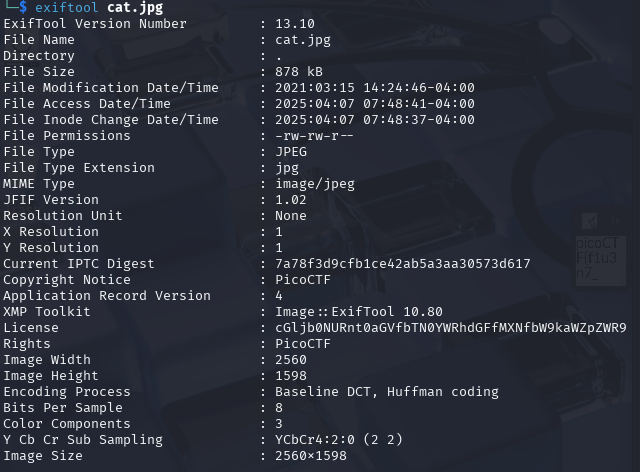 └─$ exiftool cat.jpg
ExifTool Version Number : 13.10
File Name : cat.jpg
Directory : .
File Size : 878 kB
File Modification Date/Time : 2021:03:15 14:24:46-04:00
File Access Date/Time : 2025:04:07 07:48:41-04:00
File Inode Change Date/Time : 2025:04:07 07:48:37-04:00
File Permissions : -rw-rw-r--
File Type : JPEG
File Type Extension : jpg
MIME Type : image/jpeg
JFIF Version : 1.02
Resolution Unit : None
X Resolution : 1
Y Resolution : 1
Current IPTC Digest : 7a78f3d9cfb1ce42ab5a3aa30573d617
Copyright Notice : PicoCTF
Application Record Version : 4
XMP Toolkit : Image::ExifTool 10.80
License : cGljb0NURnt0aGVfbTN0YWRhdGFfMXNfbW9kaWZpZWR9
Rights : PicoCTF
Image Width : 2560
Image Height : 1598
Encoding Process : Baseline DCT, Huffman coding
Bits Per Sample : 8
Color Components : 3
Y Cb Cr Sub Sampling : YCbCr4:2:0 (2 2)
Image Size : 2560×1598
picoCT
F{f1u3
n7_